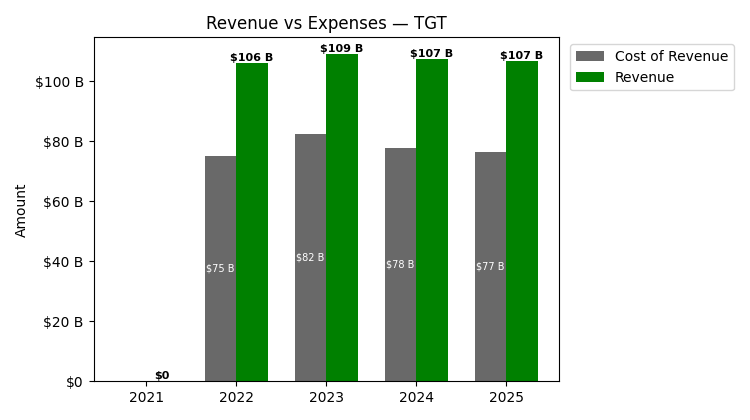 Revenue vs Expenses — TGT
Cost of Revenue
Revenue
Amount
$100 B
$80 B
$60 B
$40 B
$20 B
$0
$0
$106 B
$109 B
$107 B
$107 B
$75 B
$82 B
$78 B
$77 B
2021
2022
2023
2024
2025